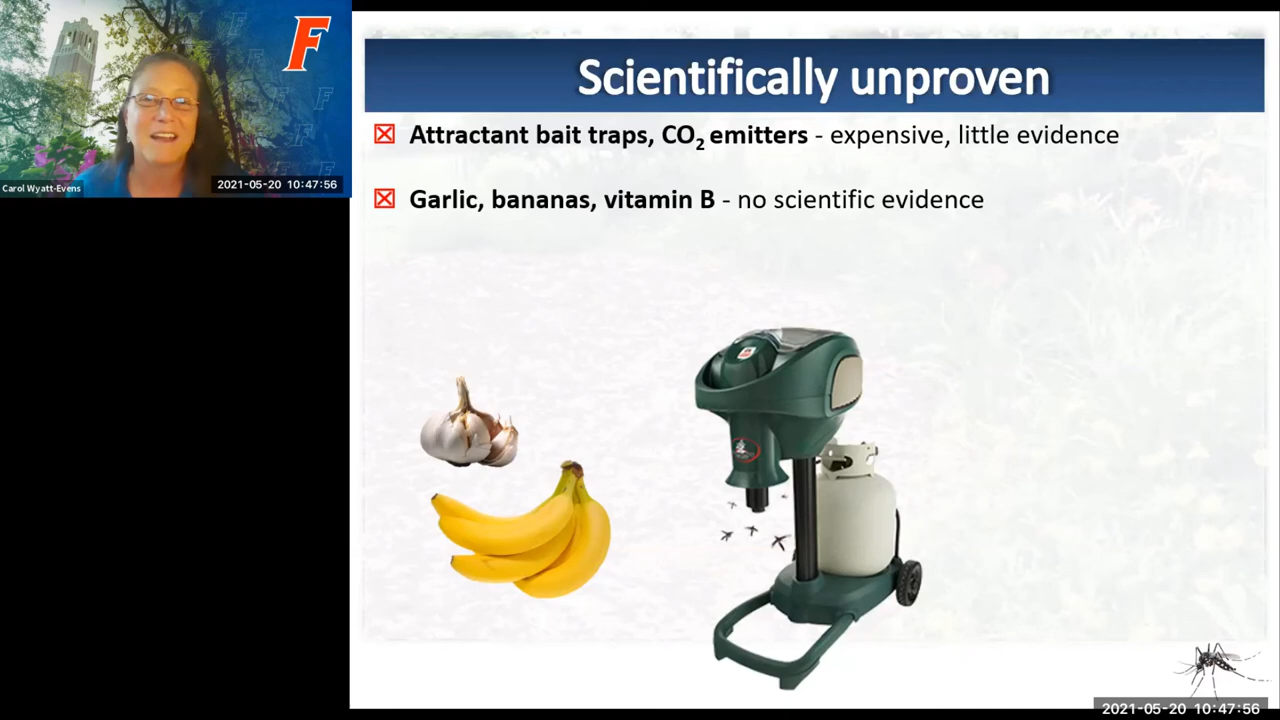 F
Carol Wyatt-Evens
2021-05-20 10:47:56
Scientifically unproven
☒ Attractant bait traps, CO₂ emitters - expensive, little evidence
☒ Garlic, bananas, vitamin B - no scientific evidence
2021-05-20 10:47:56